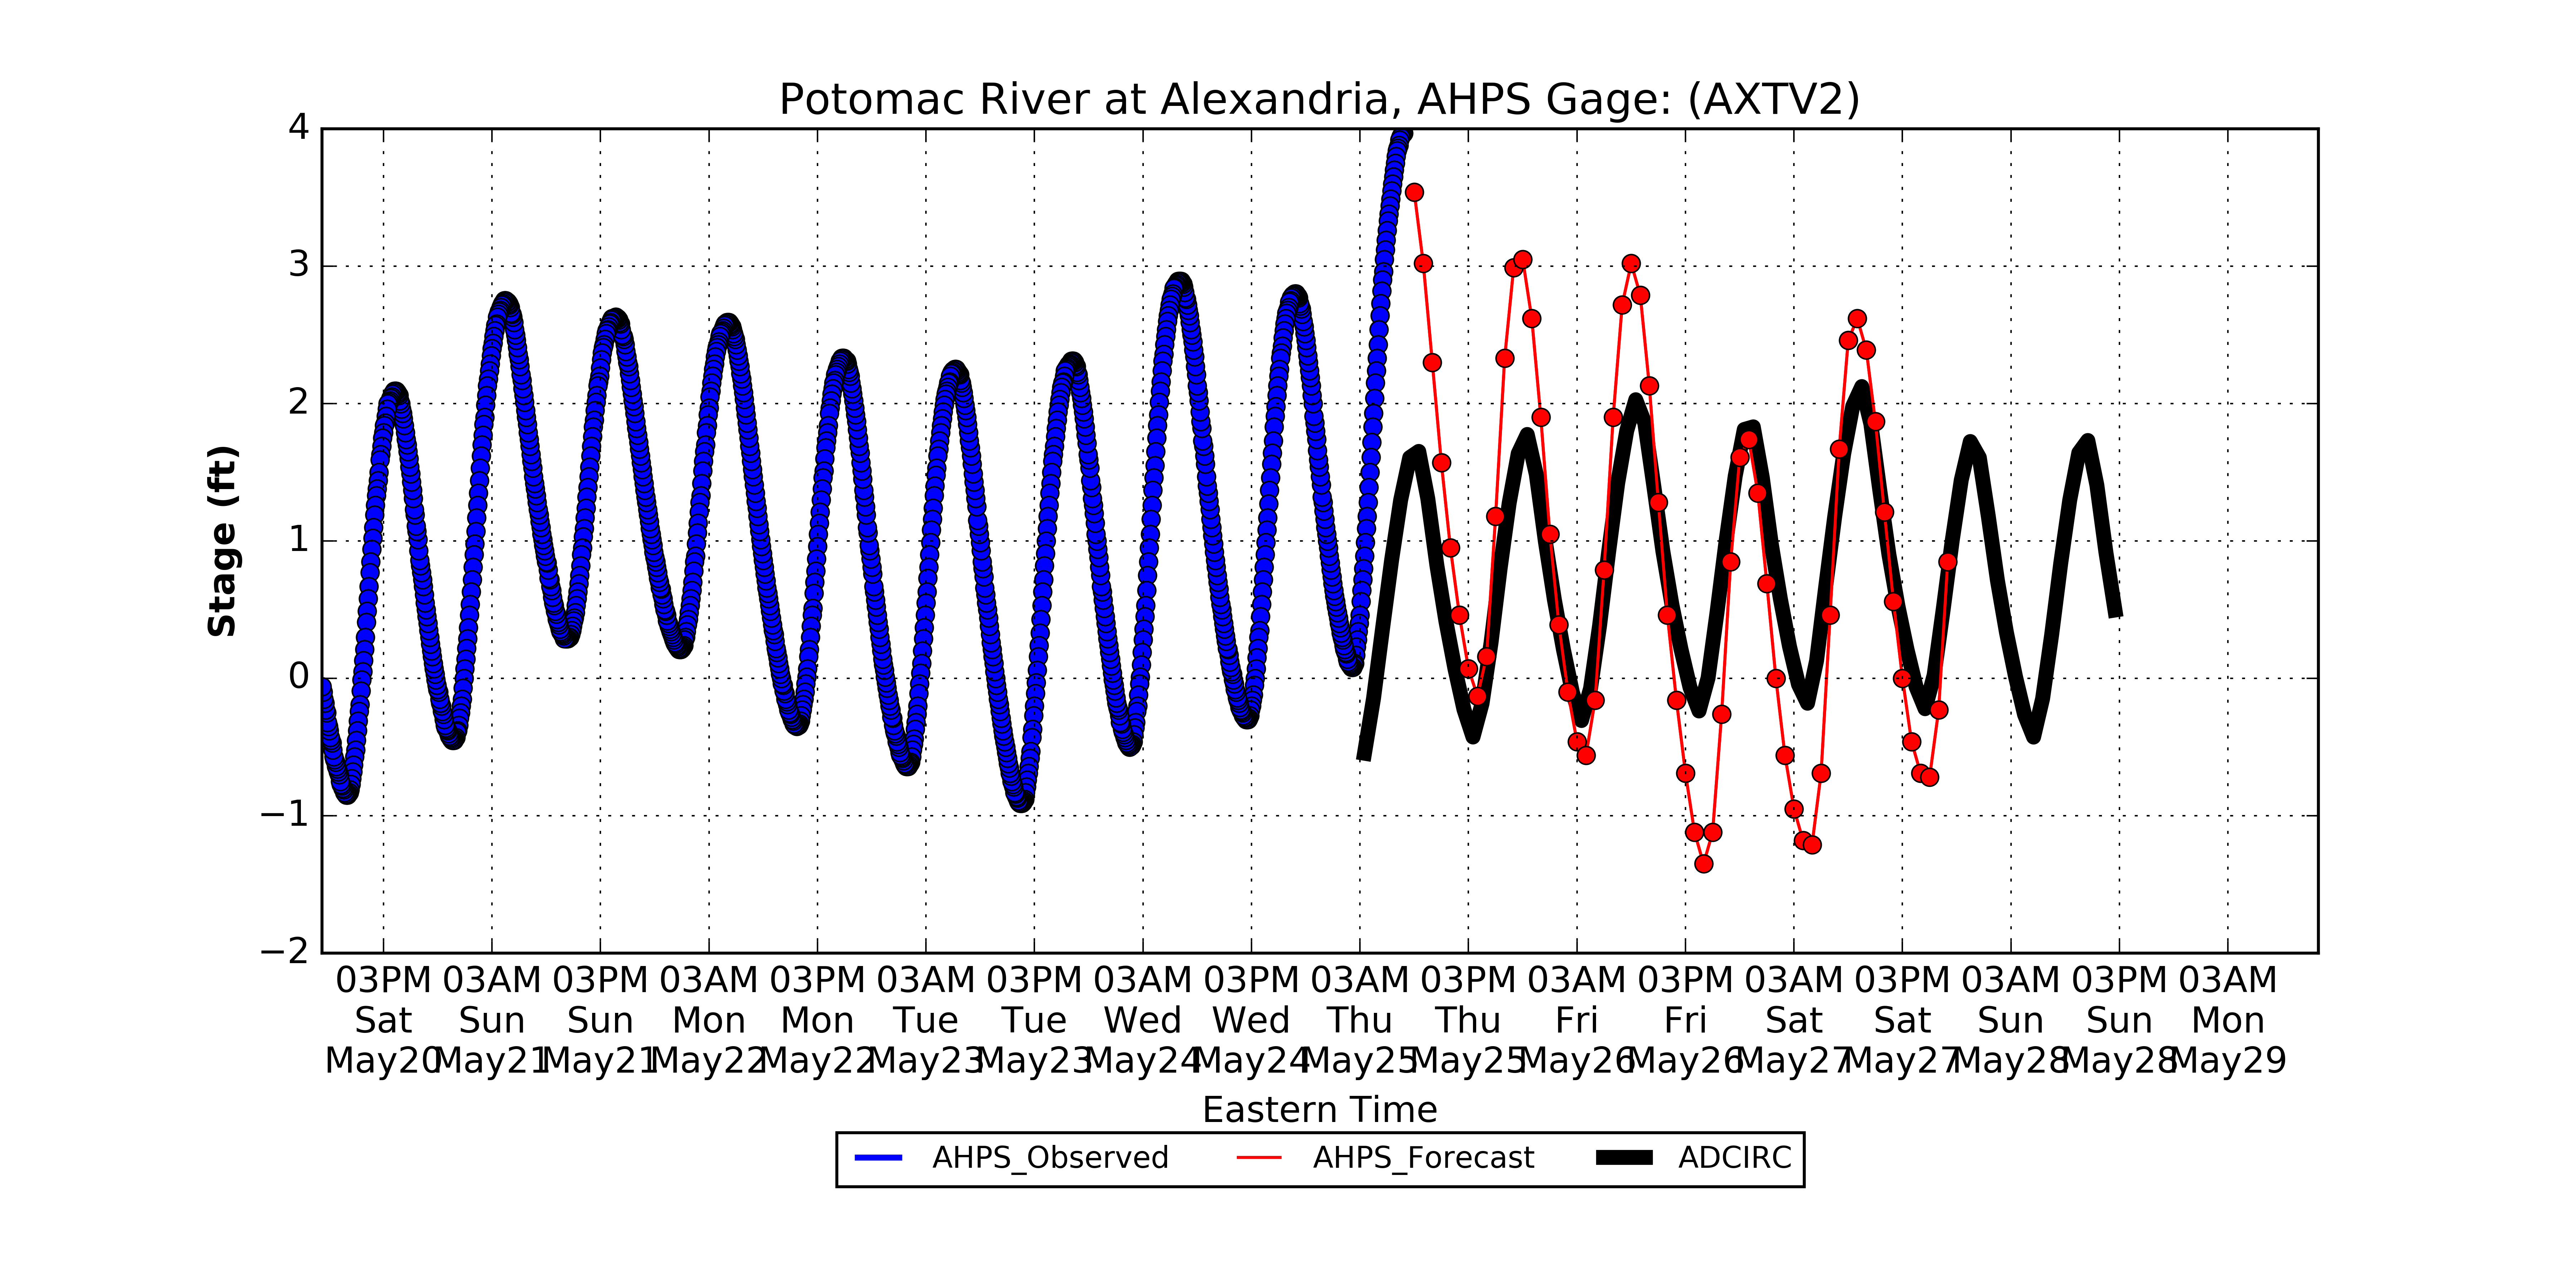 Potomac River at Alexandria, AHPS Gage: (AXTV2)
4
3
2
1
0
−1
−2
Stage (ft)
03PM 03AM 03PM 03AM 03PM 03AM 03PM 03AM 03PM 03AM 03PM 03AM 03PM 03AM 03PM 03AM 03PM 03AM
Sat Sun Sun Mon Mon Tue Tue Wed Wed Thu Thu Fri Fri Sat Sat Sun Sun Mon
May20 May21 May21 May22 May22 May23 May23 May24 May24 May25 May25 May26 May26 May27 May27 May28 May28 May29
Eastern Time
AHPS_Observed AHPS_Forecast ADCIRC